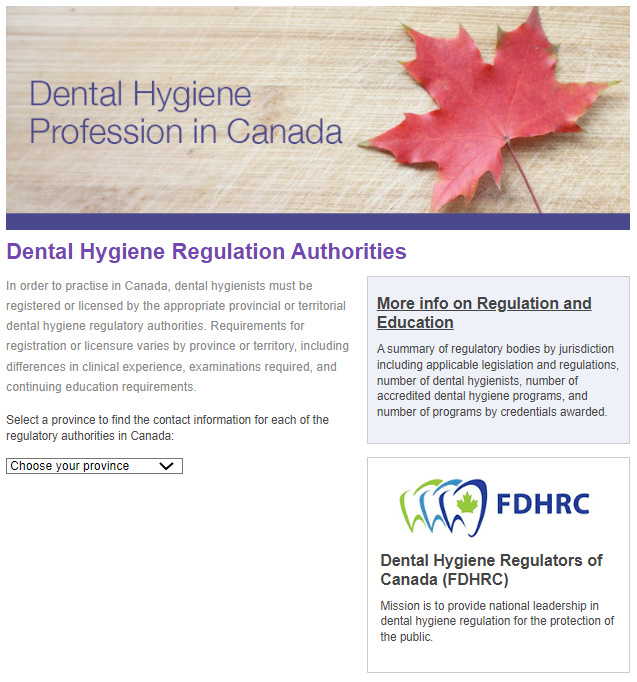 Dental Hygiene
Profession in Canada
Dental Hygiene Regulation Authorities
In order to practise in Canada, dental hygienists must be
registered or licensed by the appropriate provincial or territorial
dental hygiene regulatory authorities. Requirements for
registration or licensure varies by province or territory, including
differences in clinical experience, examinations required, and
continuing education requirements.
Select a province to find the contact information for each of the
regulatory authorities in Canada:
Choose your province
More info on Regulation and
Education
A summary of regulatory bodies by jurisdiction
including applicable legislation and regulations,
number of dental hygienists, number of
accredited dental hygiene programs, and
number of programs by credentials awarded.
FDHRC
Dental Hygiene Regulators of
Canada (FDHRC)
Mission is to provide national leadership in
dental hygiene regulation for the protection of
the public.